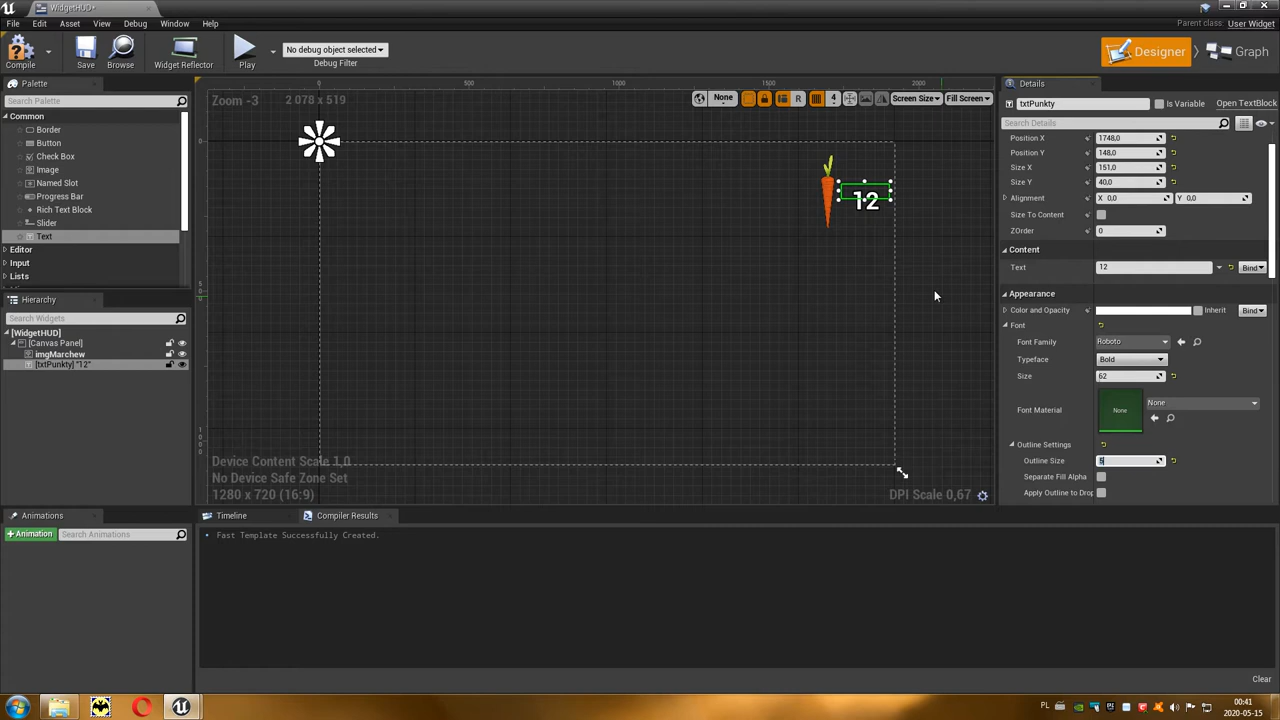 WidgetHUD*
File Edit Asset View Debug Window Help
Parent class: User Widget
Compile
Save
Browse
Widget Reflector
Play
No debug object selected
Debug Filter
Designer
Graph
Palette
Search Palette
Common
Border
Button
Check Box
Image
Named Slot
Progress Bar
Rich Text Block
Slider
Text
Editor
Input
Lists
Hierarchy
Search Widgets
[WidgetHUD]
[Canvas Panel]
imgMarchew
[txtPunkty] "12"
0 500 1000 1500 2000
Zoom -3
2 078 x 519
None
R
4
Screen Size
Fill Screen
12
Device Content Scale 1,0
No Device Safe Zone Set
1280 x 720 (16:9)
DPI Scale 0,67
Details
txtPunkty
Is Variable
Open TextBlock
Search Details
Position X 1748,0
Position Y 148,0
Size X 151,0
Size Y 40,0
Alignment X 0,0 Y 0,0
Size To Content
ZOrder 0
Content
Text 12 Bind
Appearance
Color and Opacity Inherit Bind
Font
Font Family Roboto
Typeface Bold
Size 62
Font Material None None
Outline Settings
Outline Size
Separate Fill Alpha
Apply Outline to Drop
Animations
+Animation
Search Animations
Timeline
Compiler Results
Fast Template Successfully Created.
Clear
PL
00:41
2020-05-15